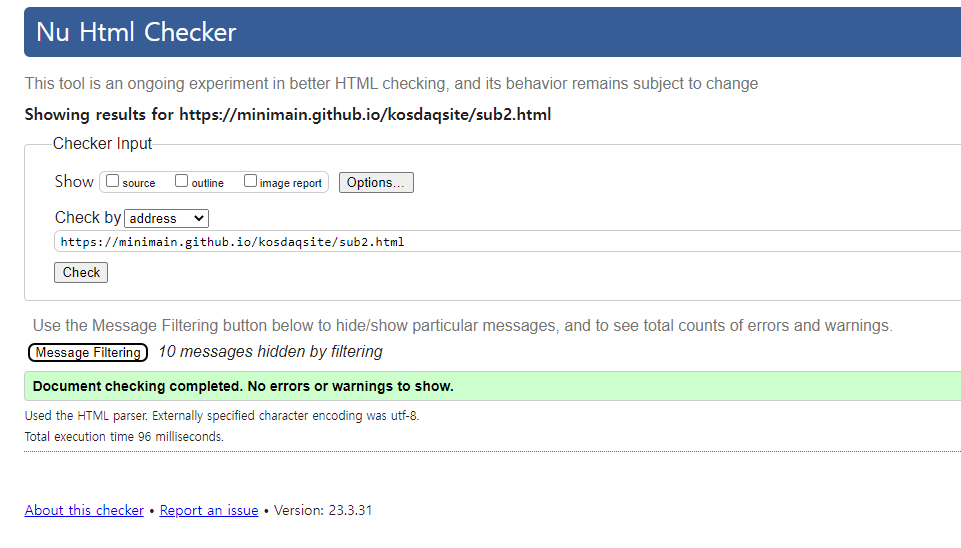 Nu Html Checker
This tool is an ongoing experiment in better HTML checking, and its behavior remains subject to change
Showing results for https://minimain.github.io/kosdaqsite/sub2.html
Checker Input
Show source outline image report Options...
Check by address
https://minimain.github.io/kosdaqsite/sub2.html
Check
Use the Message Filtering button below to hide/show particular messages, and to see total counts of errors and warnings.
Message Filtering 10 messages hidden by filtering
Document checking completed. No errors or warnings to show.
Used the HTML parser. Externally specified character encoding was utf-8.
Total execution time 96 milliseconds.
About this checker • Report an issue • Version: 23.3.31